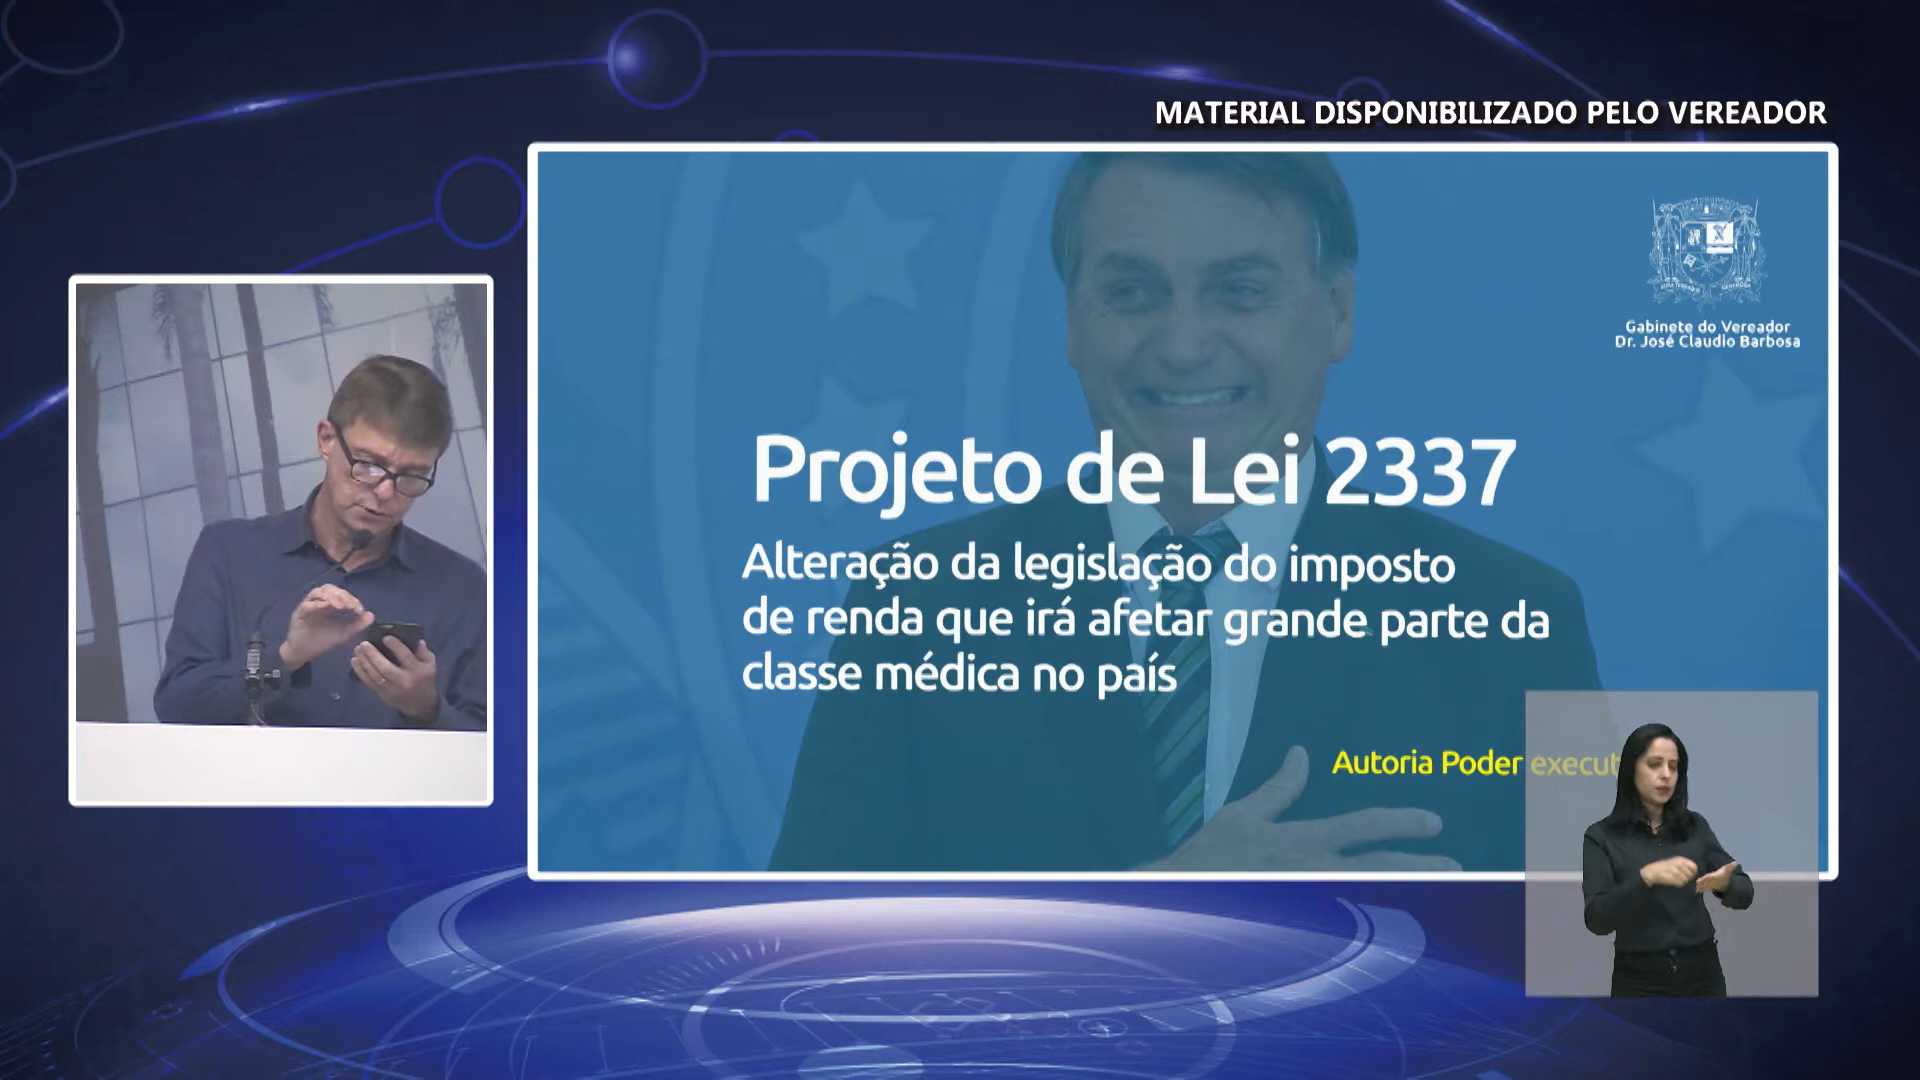 MATERIAL DISPONIBILIZADO PELO VEREADOR
Gabinete do Vereador
Dr. José Claudio Barbosa
Projeto de Lei 2337
Alteração da legislação do imposto
de renda que irá afetar grande parte da
classe médica no país
Autoria Poder execut